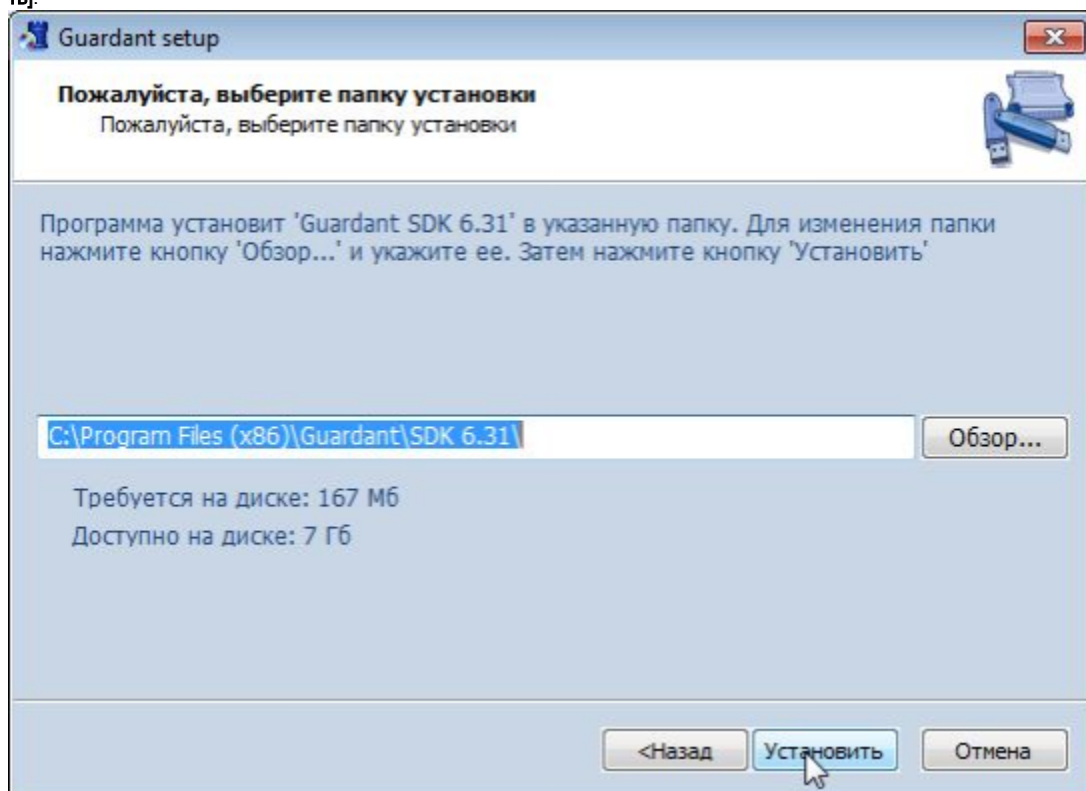 Guardant setup
Пожалуйста, выберите папку установки
Пожалуйста, выберите папку установки
Программа установит 'Guardant SDK 6.31' в указанную папку. Для изменения папки
нажмите кнопку 'Обзор...' и укажите ее. Затем нажмите кнопку 'Установить'
C:\Program Files (x86)\Guardant\SDK 6.31\
Обзор...
Требуется на диске: 167 Мб
Доступно на диске: 7 Гб
<Назад
Установить
Отмена